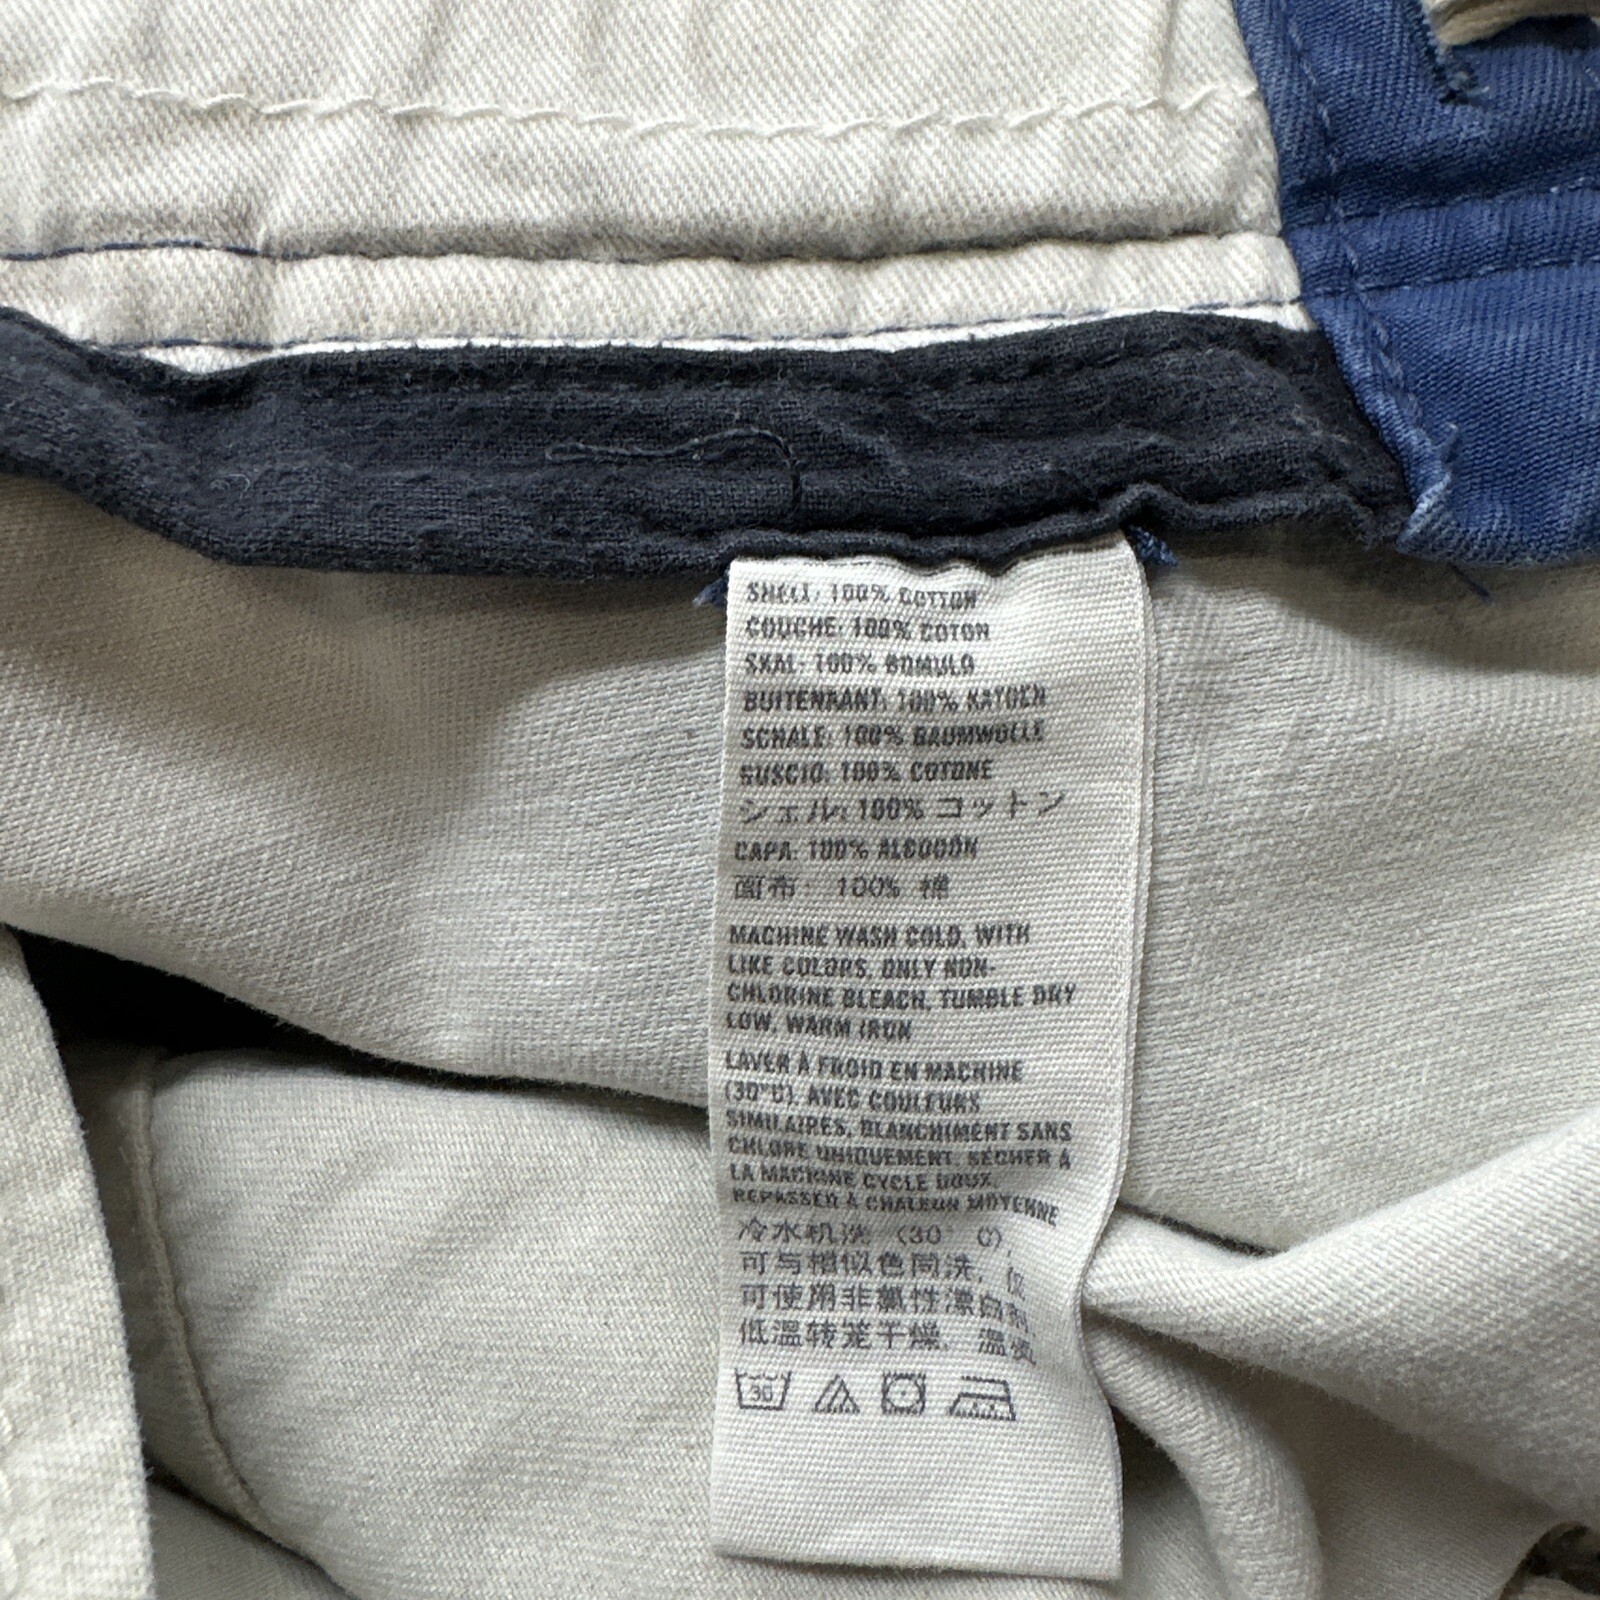 SHELL: 100% COTTON
COUCHE: 100% COTON
SKAL: 100% BOMULD
BUITENKANT: 100% KATOEN
SCHALE: 100% BAUMWOLLE
GUSCIO: 100% COTONE
シェル: 100% コットン
CAPA: 100% ALGODÓN
面布: 100% 棉
MACHINE WASH COLD, WITH
LIKE COLORS, ONLY NON-
CHLORINE BLEACH, TUMBLE DRY
LOW, WARM IRON
LAVER À FROID EN MACHINE
(30°C), AVEC COULEURS
SIMILAIRES, BLANCHIMENT SANS
CHLORE UNIQUEMENT, SÉCHER À
LA MACHINE CYCLE DOUX,
REPASSER À CHALEUR MOYENNE
冷水机洗 (30°C),
可与相似色同洗, 仅
可使用非氯性漂白剂,
低温转笼干燥, 温烫
30